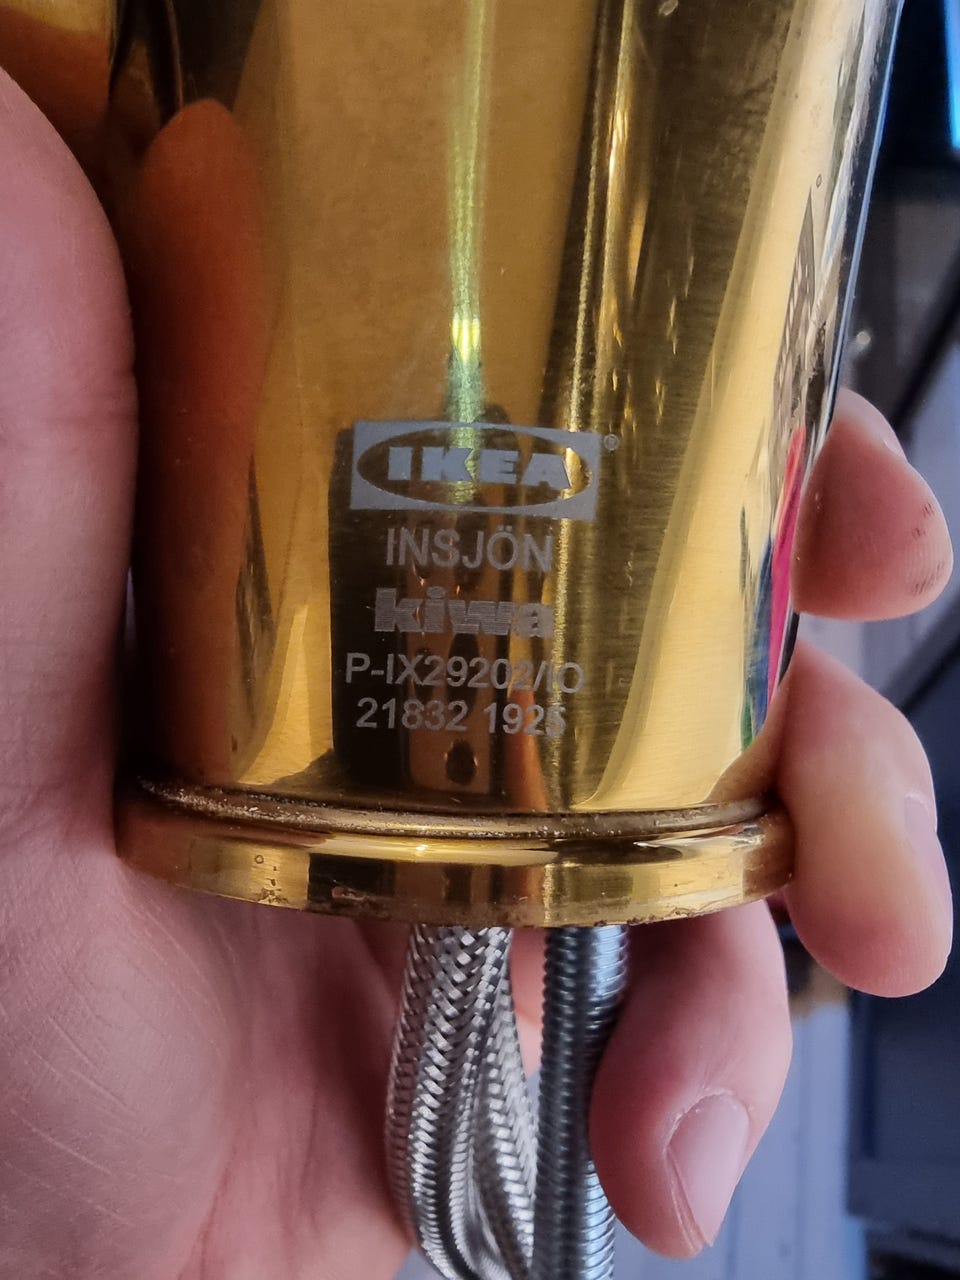 IKEA®
INSJÖN
kiwa
P-IX29202/IO
21832 1925